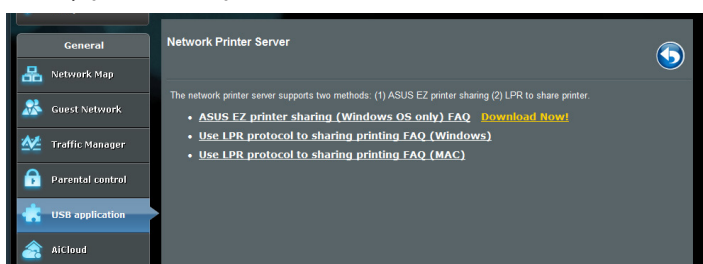 General
Network Map
Guest Network
Traffic Manager
Parental control
USB application
AiCloud
Network Printer Server
The network printer server supports two methods: (1) ASUS EZ printer sharing (2) LPR to share printer.
ASUS EZ printer sharing (Windows OS only) FAQ Download Now!
Use LPR protocol to sharing printing FAQ (Windows)
Use LPR protocol to sharing printing FAQ (MAC)